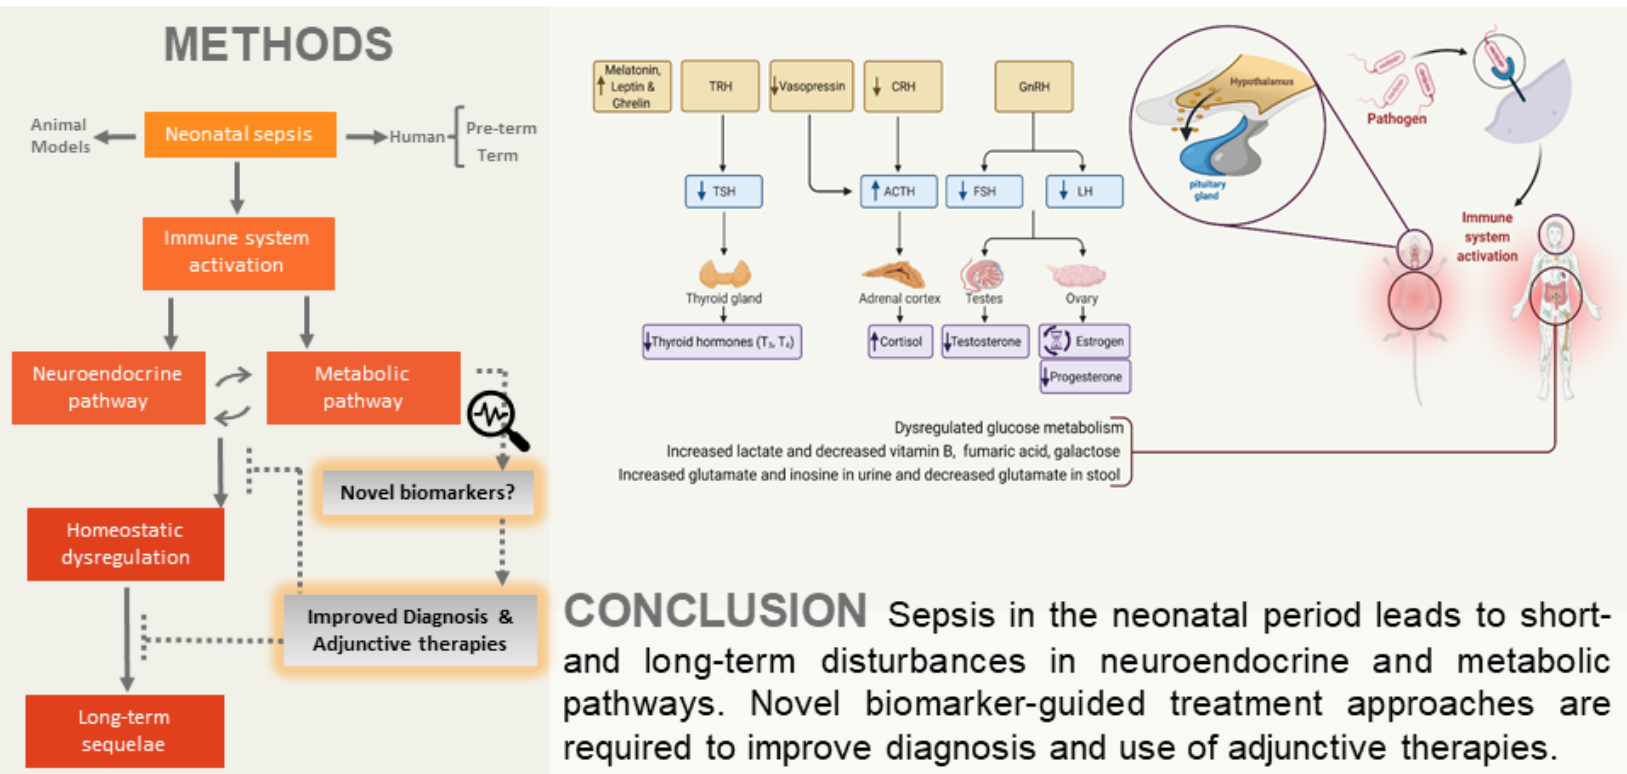 METHODS
Animal
Models
Neonatal sepsis
Human
Pre-term
Term
Immune system
activation
Neuroendocrine
pathway
Metabolic
pathway
Novel biomarkers?
Homeostatic
dysregulation
Improved Diagnosis &
Adjunctive therapies
Long-term
sequelae
Melatonin,
Leptin &
Ghrelin
TRH
Vasopressin
CRH
GnRH
TSH
ACTH
FSH
LH
Thyroid gland
Adrenal cortex
Testes
Ovary
Thyroid hormones (T₃, T₄)
Cortisol
Testosterone
Estrogen
Progesterone
Hypothalamus
pituitary
gland
Pathogen
Immune
system
activation
Dysregulated glucose metabolism
Increased lactate and decreased vitamin B, fumaric acid, galactose
Increased glutamate and inosine in urine and decreased glutamate in stool
CONCLUSION Sepsis in the neonatal period leads to short-
and long-term disturbances in neuroendocrine and metabolic
pathways. Novel biomarker-guided treatment approaches are
required to improve diagnosis and use of adjunctive therapies.